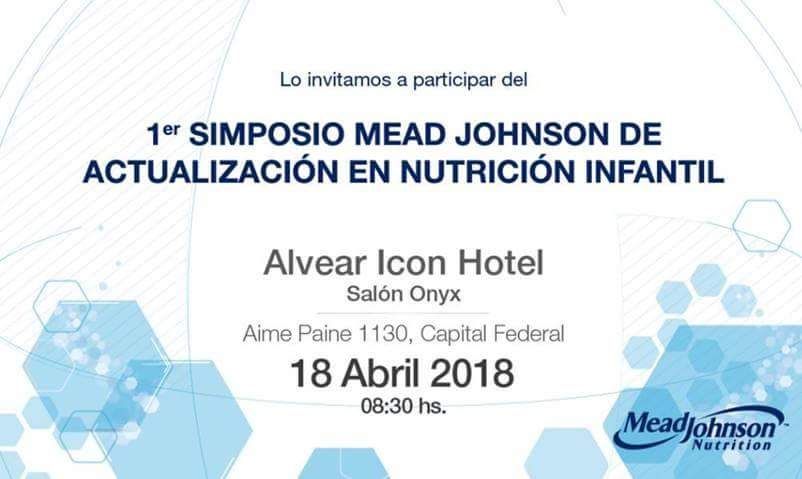 Lo invitamos a participar del
1er SIMPOSIO MEAD JOHNSON DE
ACTUALIZACIÓN EN NUTRICIÓN INFANTIL
Alvear Icon Hotel
Salón Onyx
Aime Paine 1130, Capital Federal
18 Abril 2018
08:30 hs.
MeadJohnson™
Nutrition